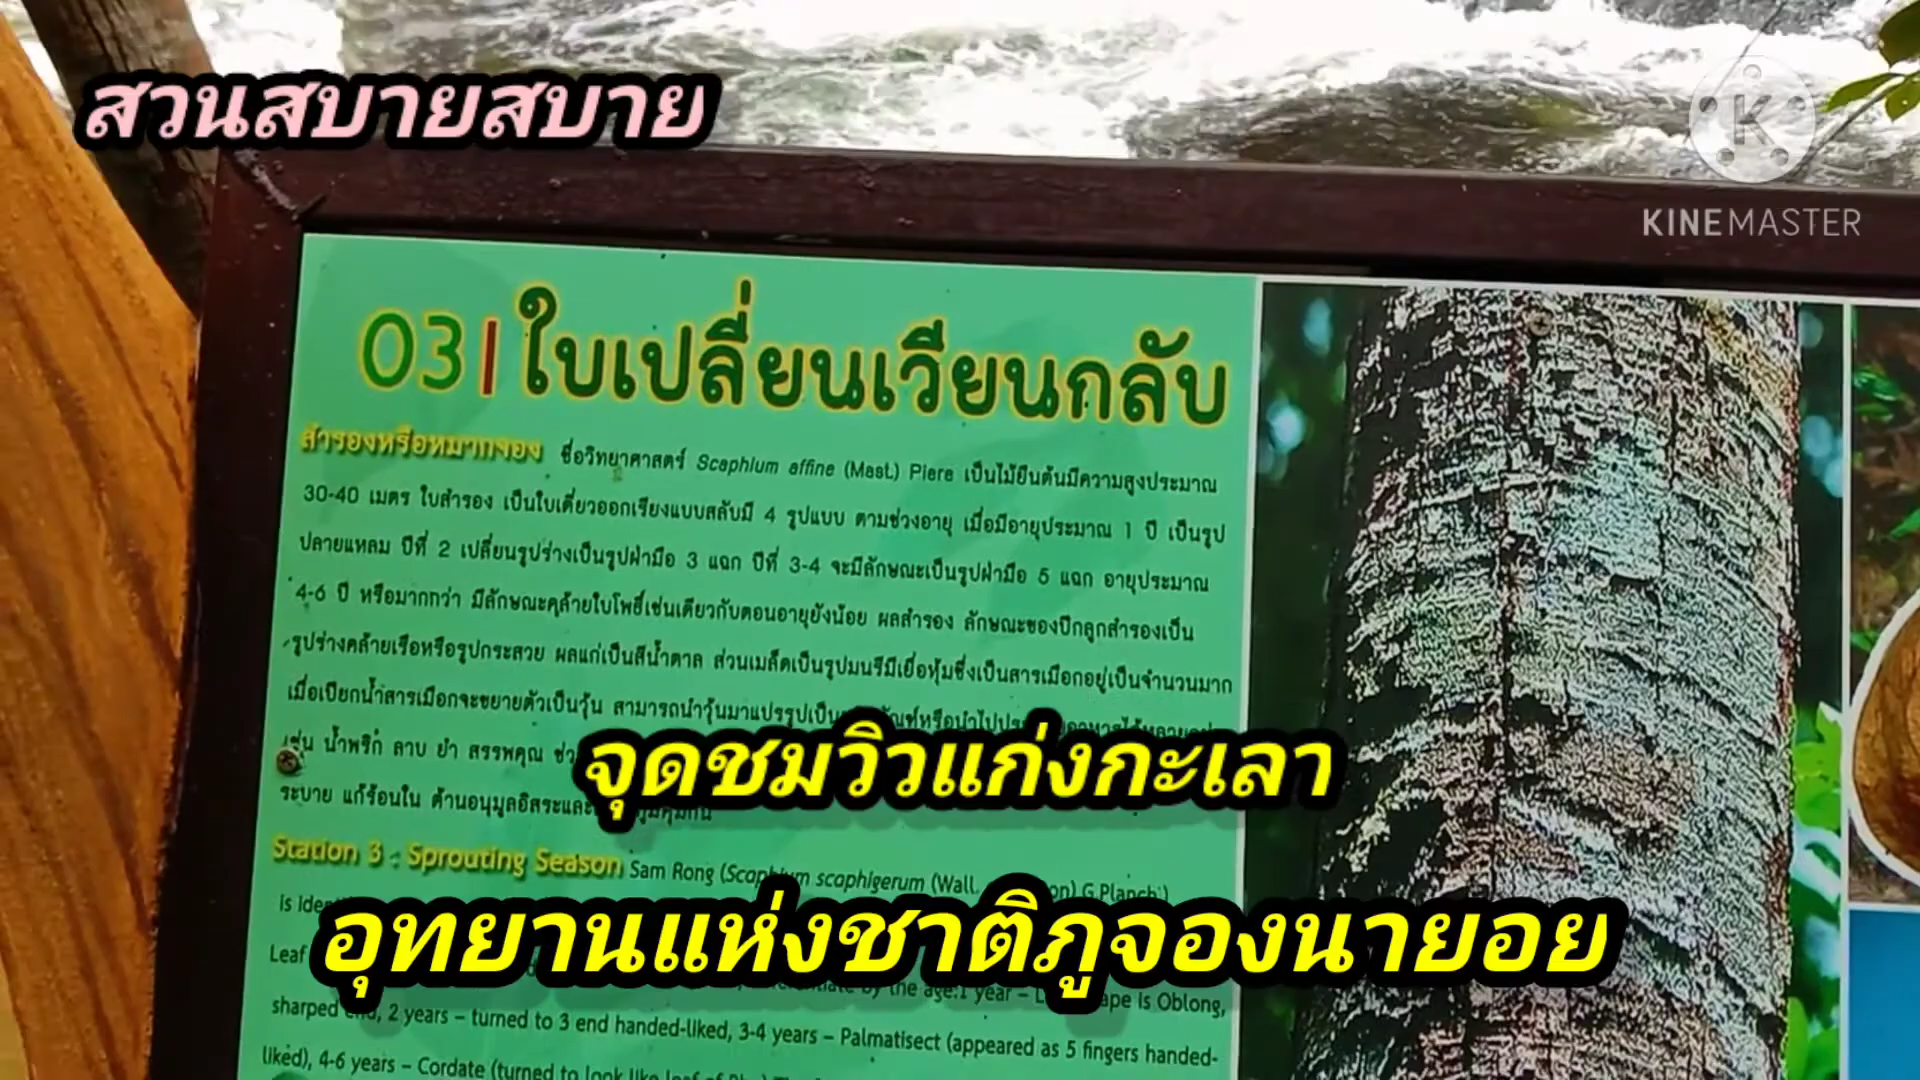 สวนสบายสบาย
KINEMASTER
03| ใบเปลี่ยนเวียนกลับ
สำรองหรือหมากจอง ชื่อวิทยาศาสตร์ Scaphium affine (Mast.) Piere เป็นไม้ยืนต้นมีความสูงประมาณ
30-40 เมตร ใบสำรอง เป็นใบเดี่ยวออกเรียงแบบสลับมี 4 รูปแบบ ตามช่วงอายุ เมื่อมีอายุประมาณ 1 ปี เป็นรูป
ปลายแหลม ปีที่ 2 เปลี่ยนรูปร่างเป็นรูปฝ่ามือ 3 แฉก ปีที่ 3-4 จะมีลักษณะเป็นรูปฝ่ามือ 5 แฉก อายุประมาณ
4-6 ปี หรือมากกว่า มีลักษณะคล้ายใบโพธิ์เช่นเดียวกับตอนอายุยังน้อย ผลสำรอง ลักษณะของปีกลูกสำรองเป็น
รูปร่างคล้ายเรือหรือรูปกระสวย ผลแก่เป็นสีน้ำตาล ส่วนเมล็ดเป็นรูปมนรีมีเยื่อหุ้มซึ่งเป็นสารเมือกอยู่เป็นจำนวนมาก
เมื่อเปียกน้ำสารเมือกจะขยายตัวเป็นวุ้น สามารถนำวุ้นมาแปรรูปเป็น
เช่น น้ำพริก ลาบ ยำ สรรพคุณ
จุดชมวิวแก่งกะเลา
ระบาย แก้ร้อนใน ต้านอนุมูลอิสระและ
Station 3 : Sprouting Season Sam Rong (Scaphium scaphigerum (Wall. G.Planch)
is
อุทยานแห่งชาติภูจองนายอย
Leaf by the age:1 year – is Oblong,
sharped end, 2 years – turned to 3 end handed-liked, 3-4 years – Palmatisect (appeared as 5 fingers handed-
liked), 4-6 years – Cordate (turned to look like leaf of